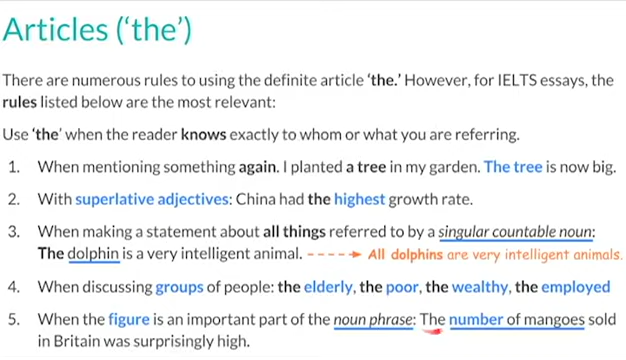 Articles (‘the’)
There are numerous rules to using the definite article ‘the.’ However, for IELTS essays, the
rules listed below are the most relevant:
Use ‘the’ when the reader knows exactly to whom or what you are referring.
1. When mentioning something again. I planted a tree in my garden. The tree is now big.
2. With superlative adjectives: China had the highest growth rate.
3. When making a statement about all things referred to by a singular countable noun:
The dolphin is a very intelligent animal. - - - - -▸ All dolphins are very intelligent animals.
4. When discussing groups of people: the elderly, the poor, the wealthy, the employed
5. When the figure is an important part of the noun phrase: The number of mangoes sold
in Britain was surprisingly high.